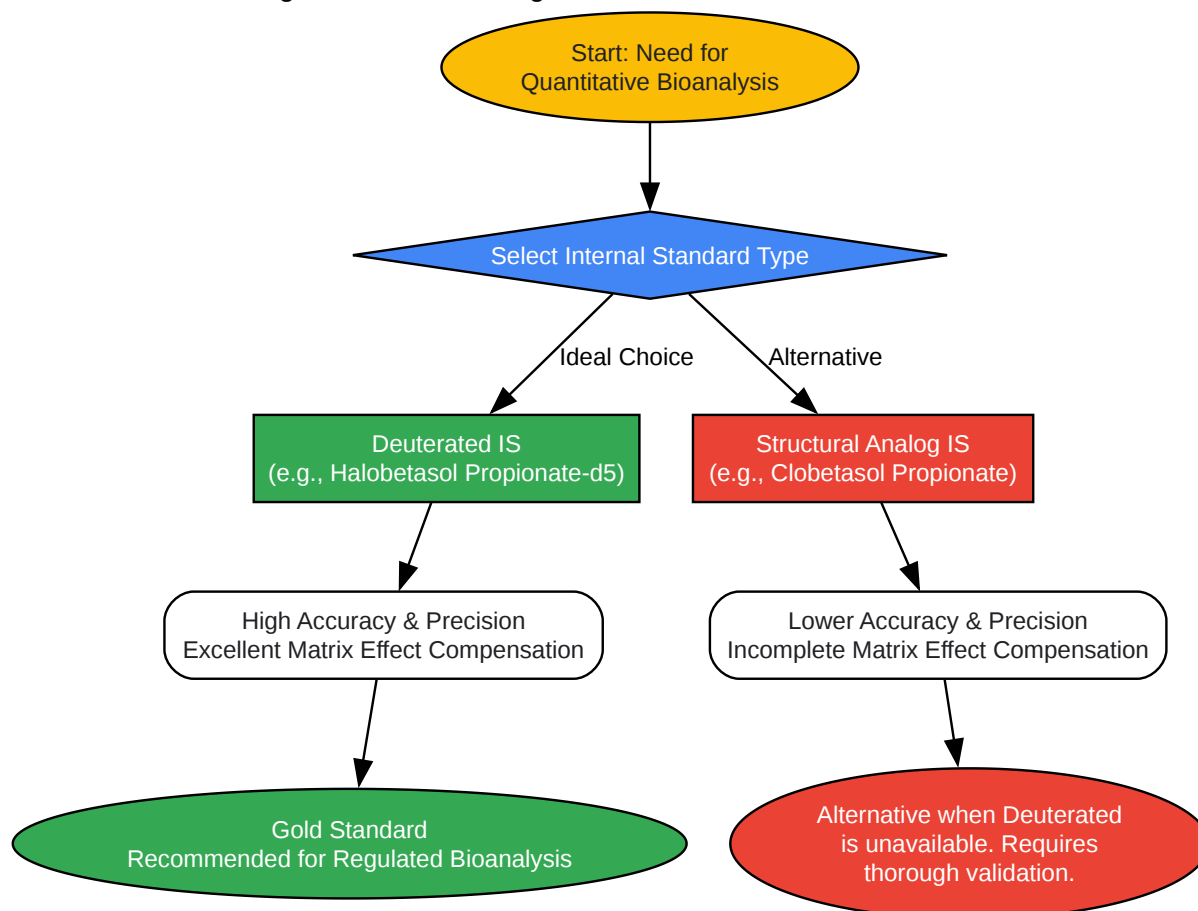 Start: Need for
Quantitative Bioanalysis
Select Internal Standard Type
Ideal Choice
Alternative
Deuterated IS
(e.g., Halobetasol Propionate-d5)
Structural Analog IS
(e.g., Clobetasol Propionate)
High Accuracy & Precision
Excellent Matrix Effect Compensation
Lower Accuracy & Precision
Incomplete Matrix Effect Compensation
Gold Standard
Recommended for Regulated Bioanalysis
Alternative when Deuterated
is unavailable. Requires
thorough validation.